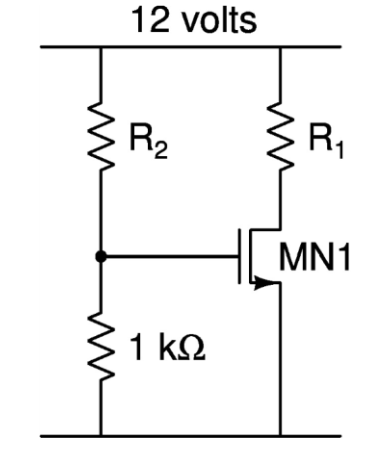 12 volts
R₂
R₁
MN1
1 kΩ